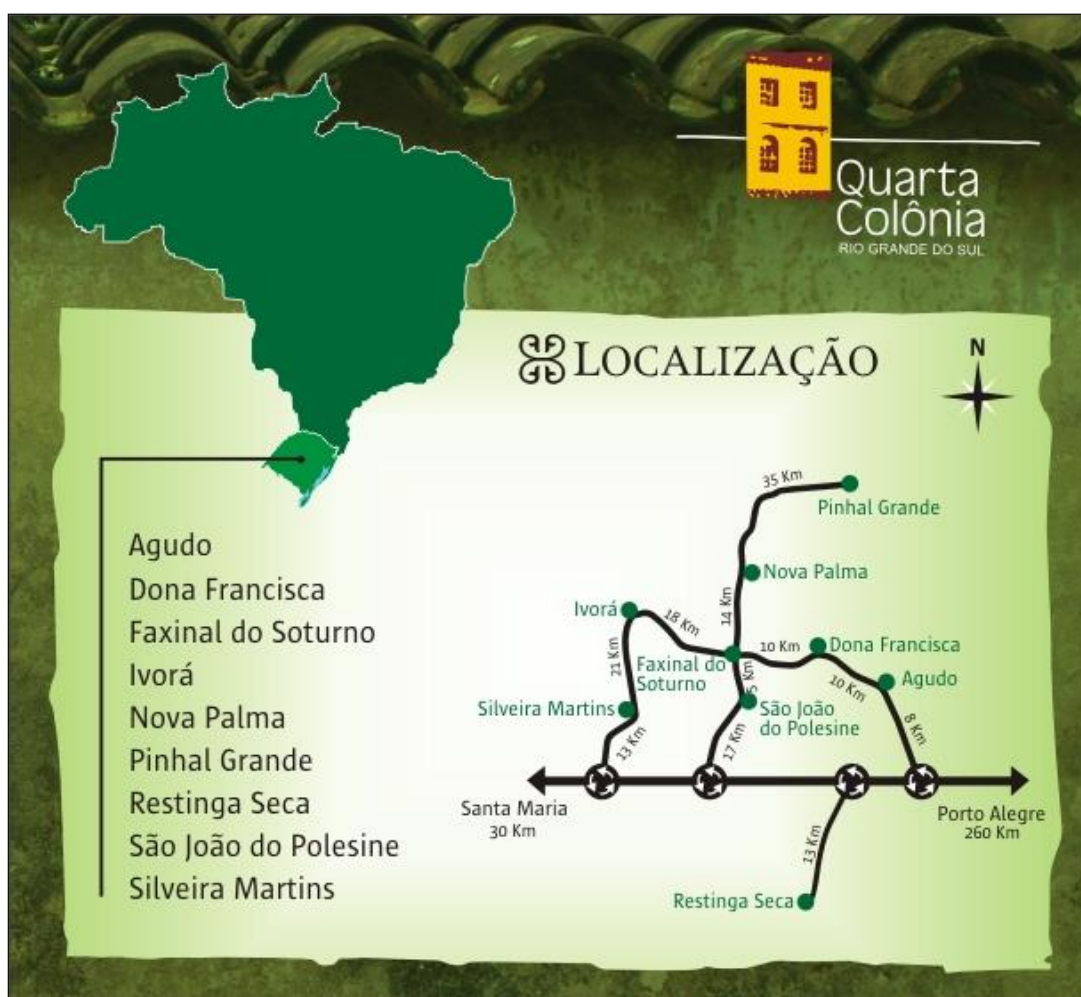 Quarta
Colônia
RIO GRANDE DO SUL
LOCALIZAÇÃO
N
Agudo
Dona Francisca
Faxinal do Soturno
Ivorá
Nova Palma
Pinhal Grande
Restinga Seca
São João do Polesine
Silveira Martins
35 Km
Pinhal Grande
Nova Palma
14 Km
Ivorá
18 Km
10 Km
Dona Francisca
Faxinal do
Soturno
21 Km
5 Km
10 Km
Agudo
Silveira Martins
São João
do Polesine
13 Km
17 Km
8 Km
Santa Maria
30 Km
Porto Alegre
260 Km
13 Km
Restinga Seca